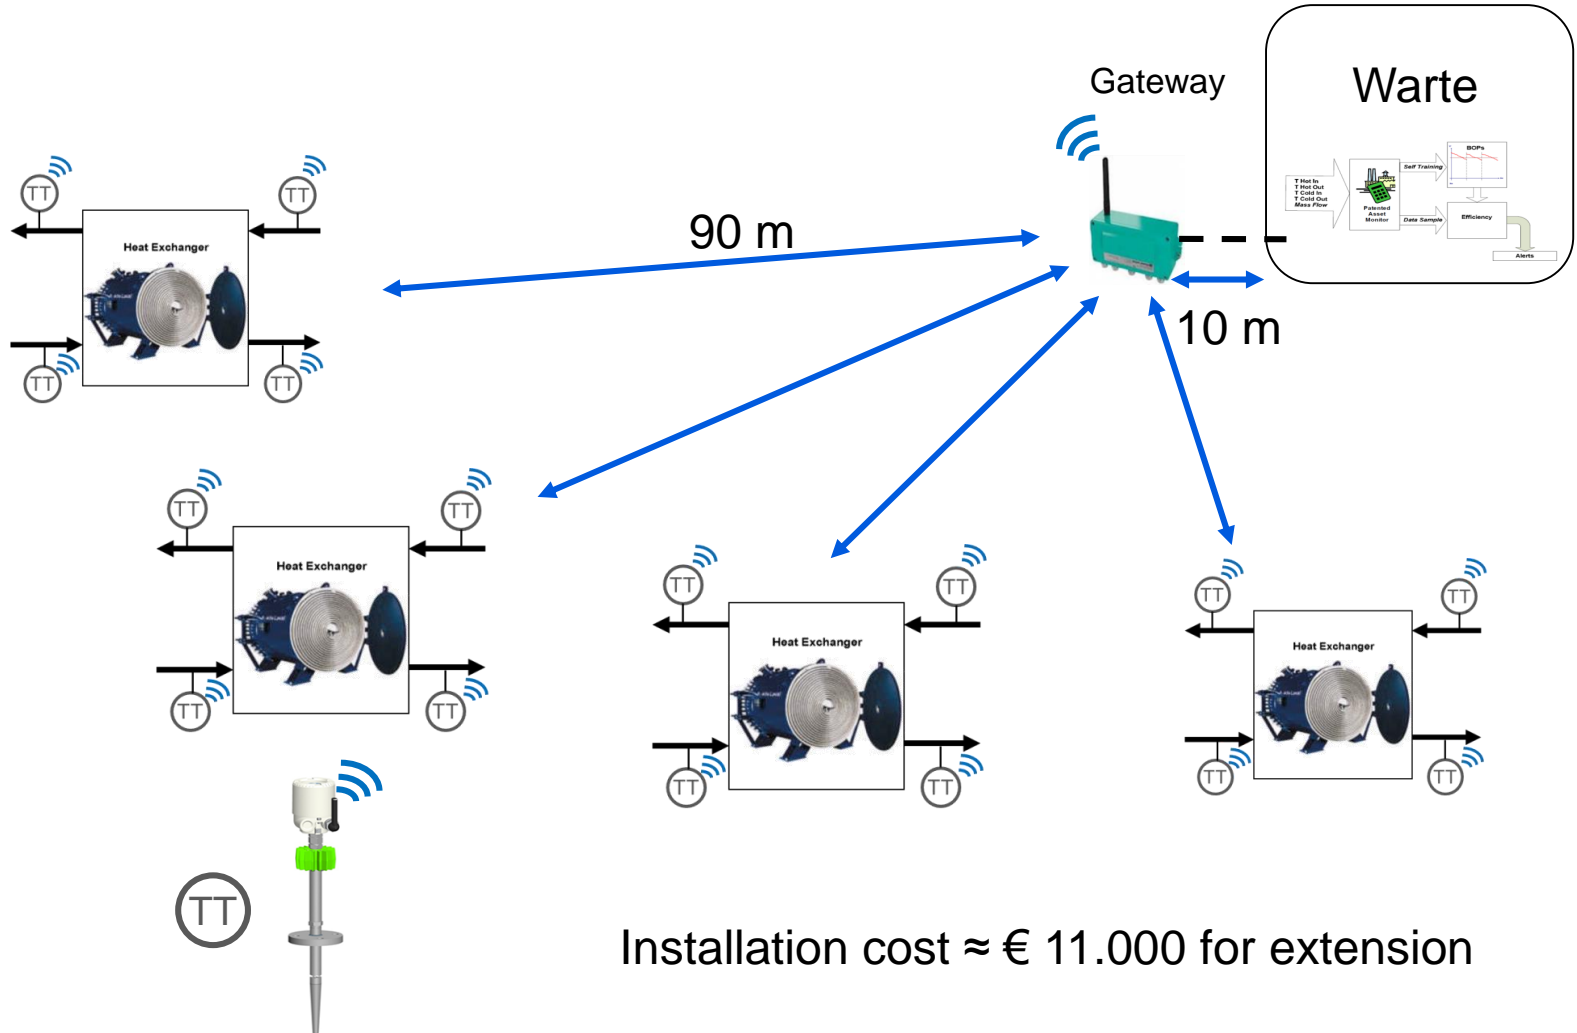 Gateway
Warte
BOPs
Self Training
T Hot In
T Hot Out
T Cold In
T Cold Out
Mass Flow
Patented
Asset
Monitor
Data Sample
Efficiency
Alerts
90 m
10 m
TT
TT
Heat Exchanger
TT
TT
TT
TT
Heat Exchanger
TT
TT
TT
TT
Heat Exchanger
TT
TT
TT
TT
Heat Exchanger
TT
TT
TT
Installation cost ≈ € 11.000 for extension